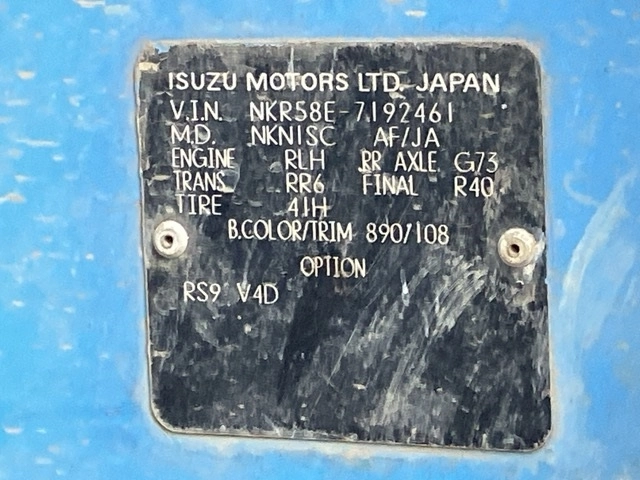 ISUZU MOTORS LTD. JAPAN
V.I.N. NKR58E-7192461
M.D. NKN1SC AF/JA
ENGINE RLH RR AXLE G73
TRANS RR6 FINAL R40
TIRE 41H
B.COLOR/TRIM 890/108
OPTION
RS9 V4D